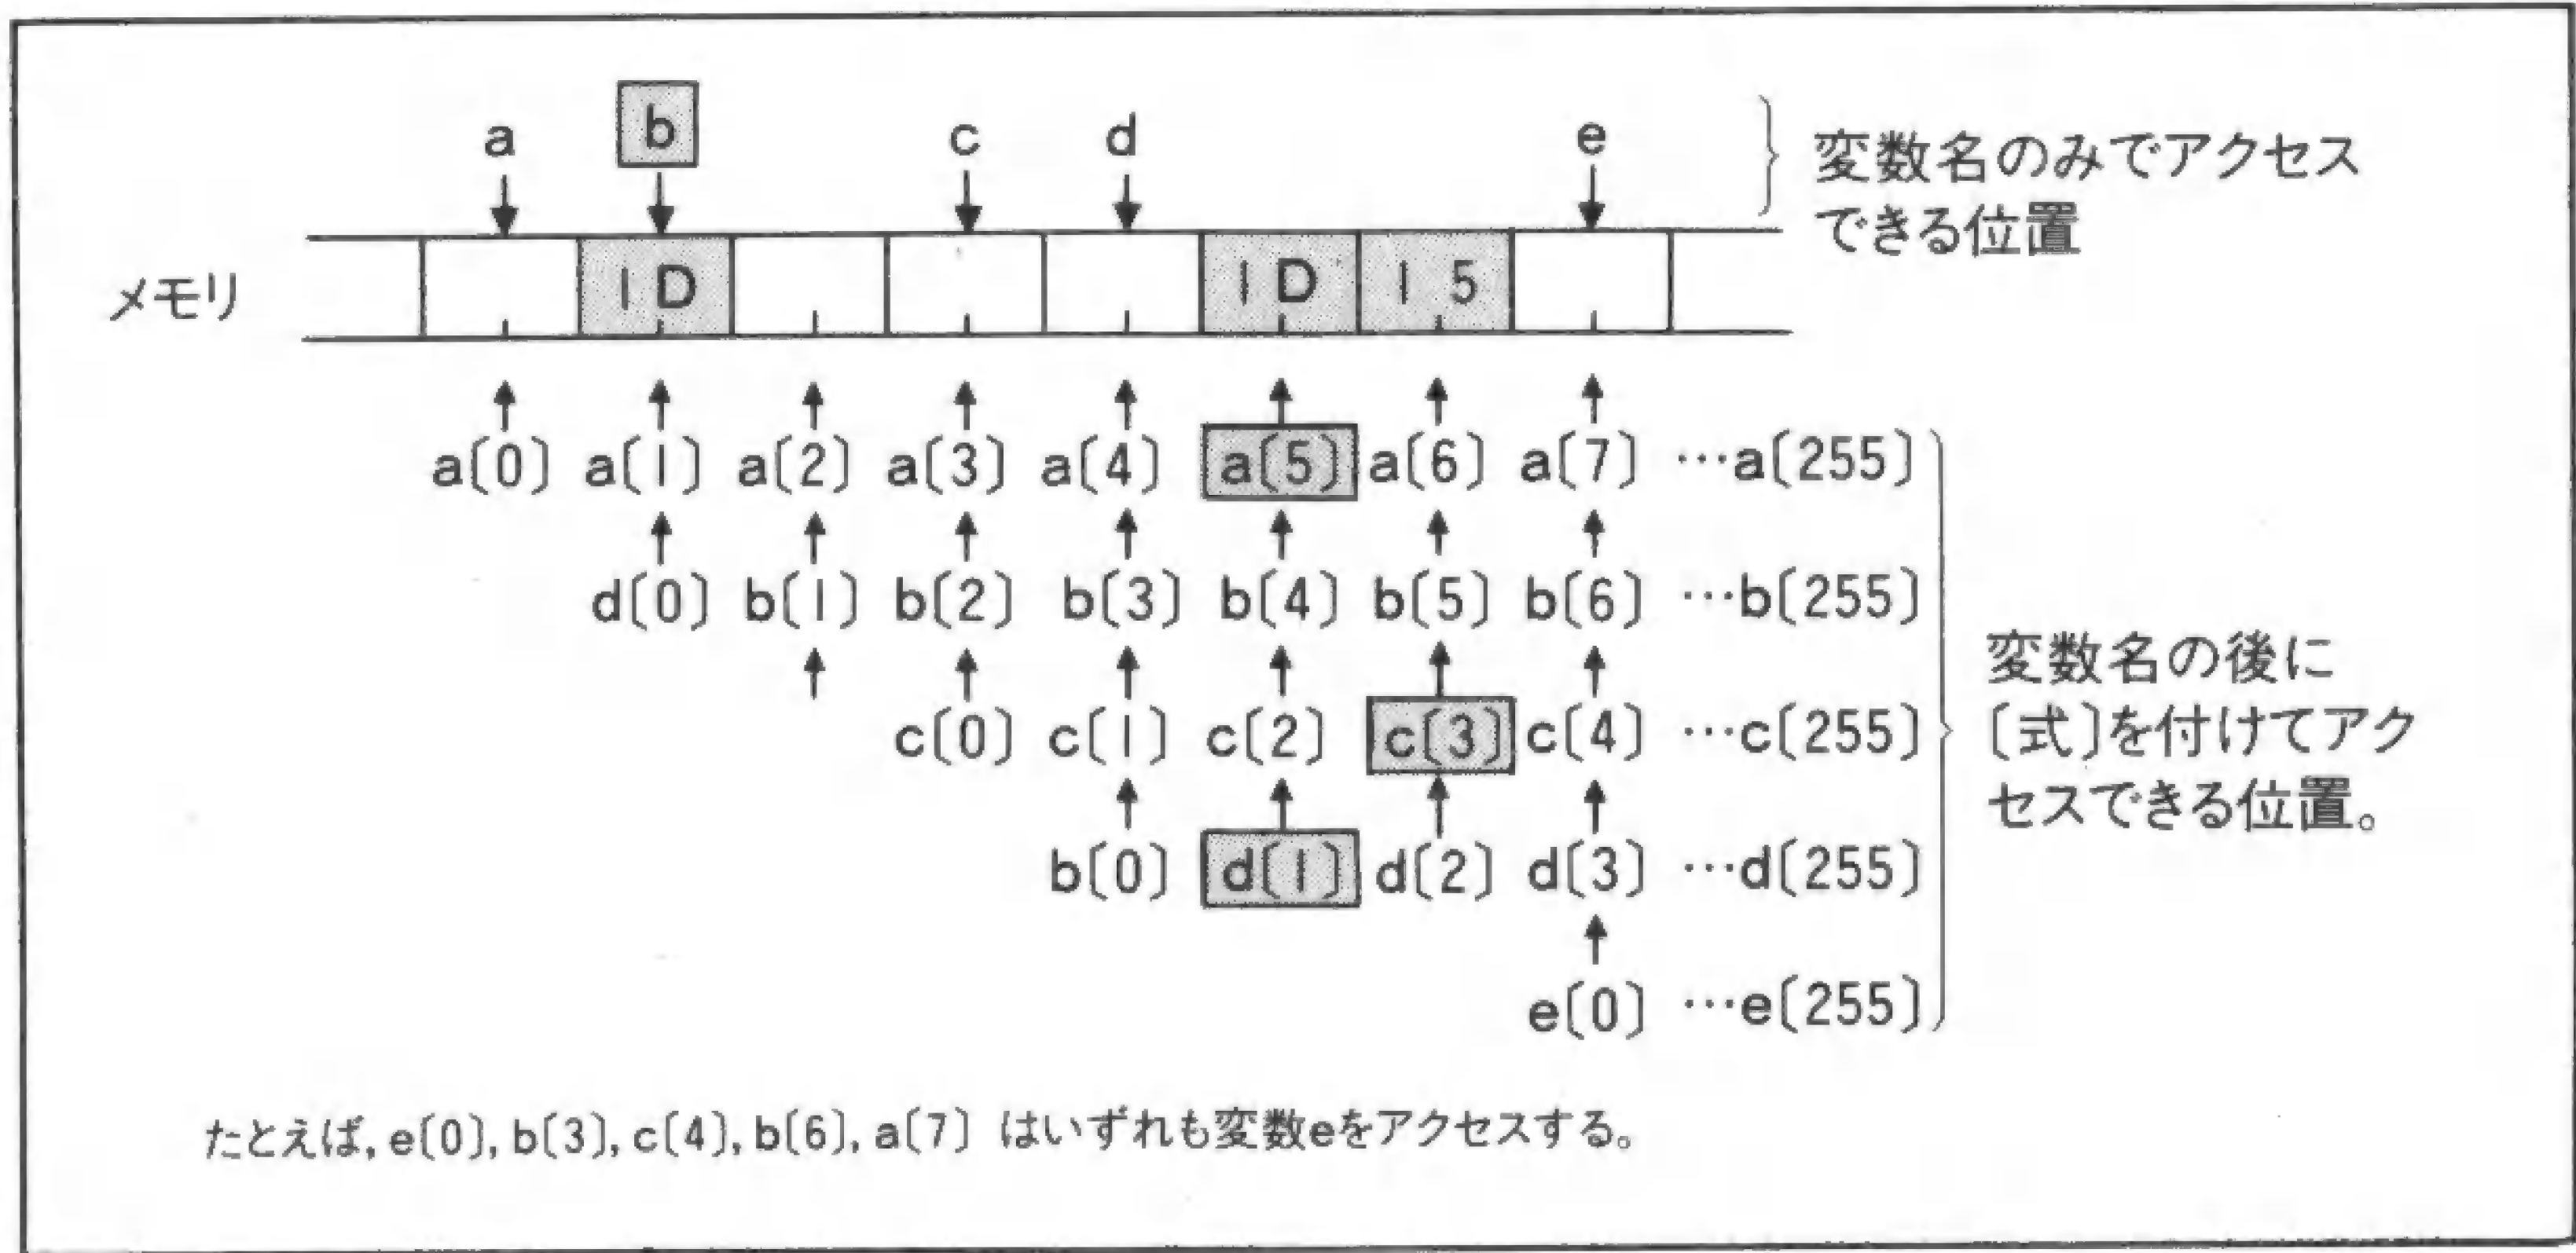 a b c d e
変数名のみでアクセス
できる位置
メモリ 1D 1D 15
a〔0〕 a〔1〕 a〔2〕 a〔3〕 a〔4〕 a〔5〕 a〔6〕 a〔7〕 …a〔255〕
d〔0〕 b〔1〕 b〔2〕 b〔3〕 b〔4〕 b〔5〕 b〔6〕 …b〔255〕
c〔0〕 c〔1〕 c〔2〕 c〔3〕 c〔4〕 …c〔255〕
b〔0〕 d〔1〕 d〔2〕 d〔3〕 …d〔255〕
e〔0〕 …e〔255〕
変数名の後に
〔式〕を付けてアク
セスできる位置。
たとえば, e〔0〕, b〔3〕, c〔4〕, b〔6〕, a〔7〕 はいずれも変数eをアクセスする。